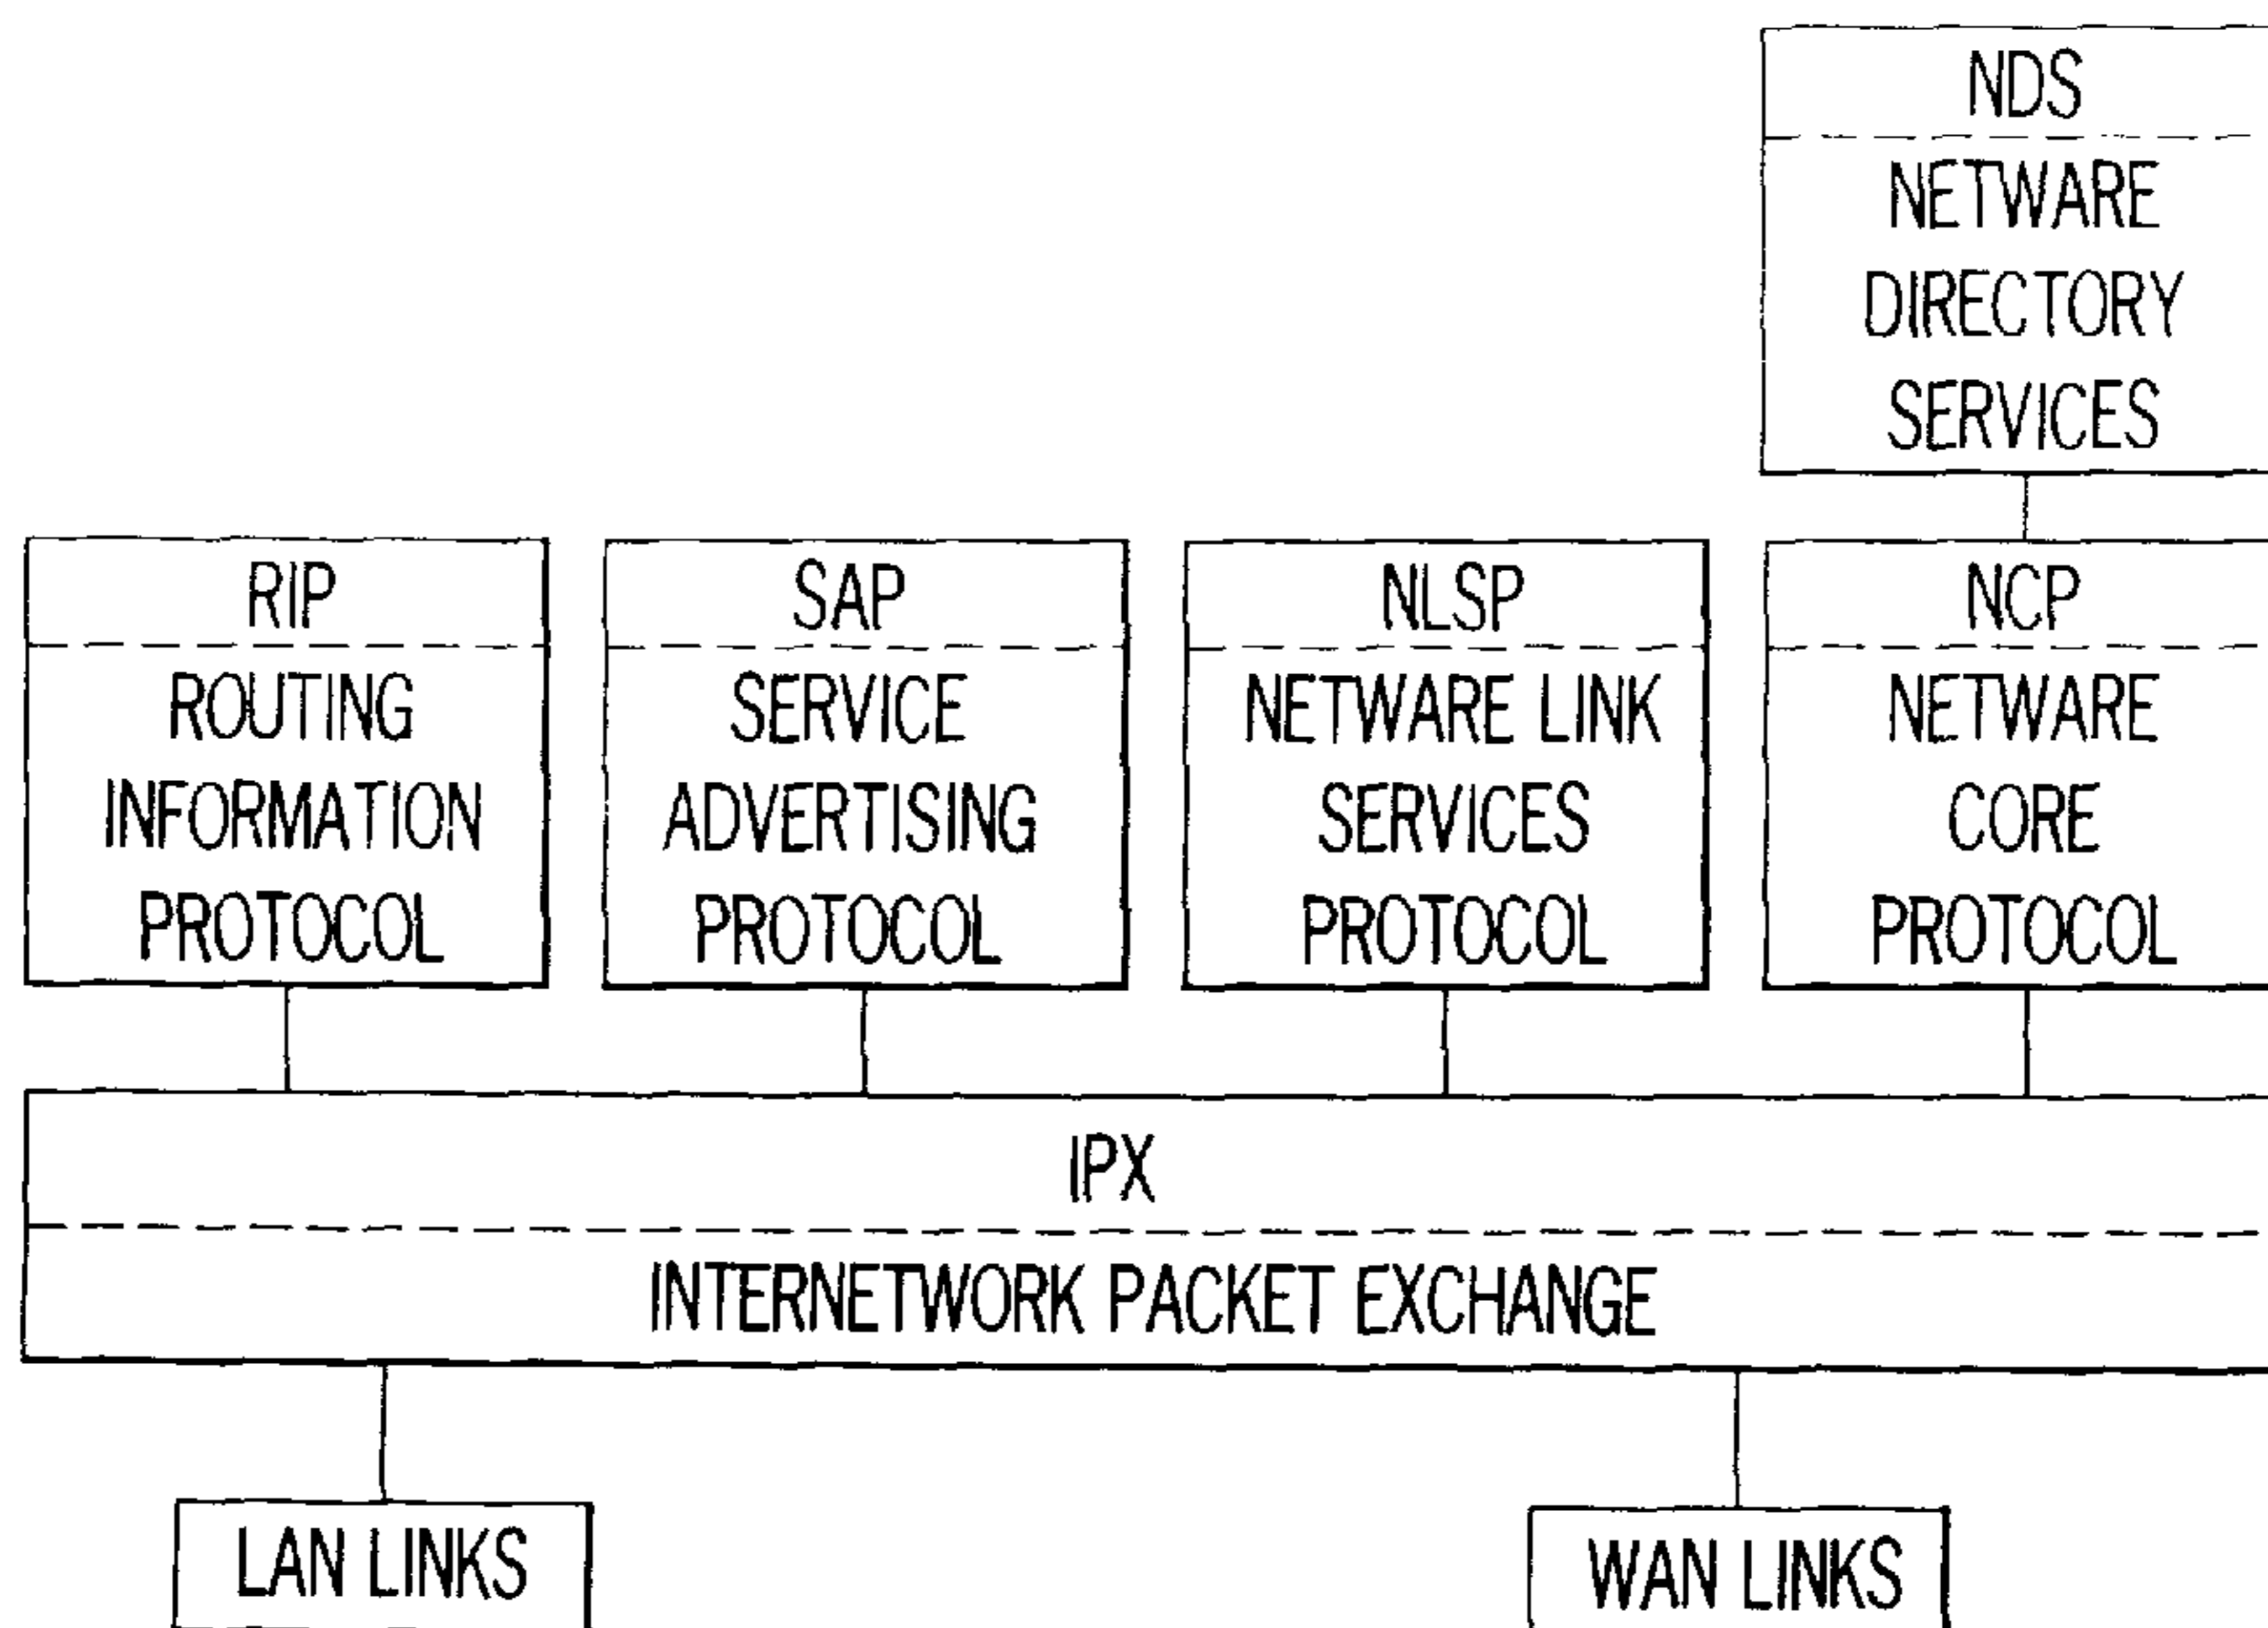 NDS
NETWARE
DIRECTORY
SERVICES
RIP
ROUTING
INFORMATION
PROTOCOL
SAP
SERVICE
ADVERTISING
PROTOCOL
NLSP
NETWARE LINK
SERVICES
PROTOCOL
NCP
NETWARE
CORE
PROTOCOL
IPX
INTERNETWORK PACKET EXCHANGE
LAN LINKS
WAN LINKS